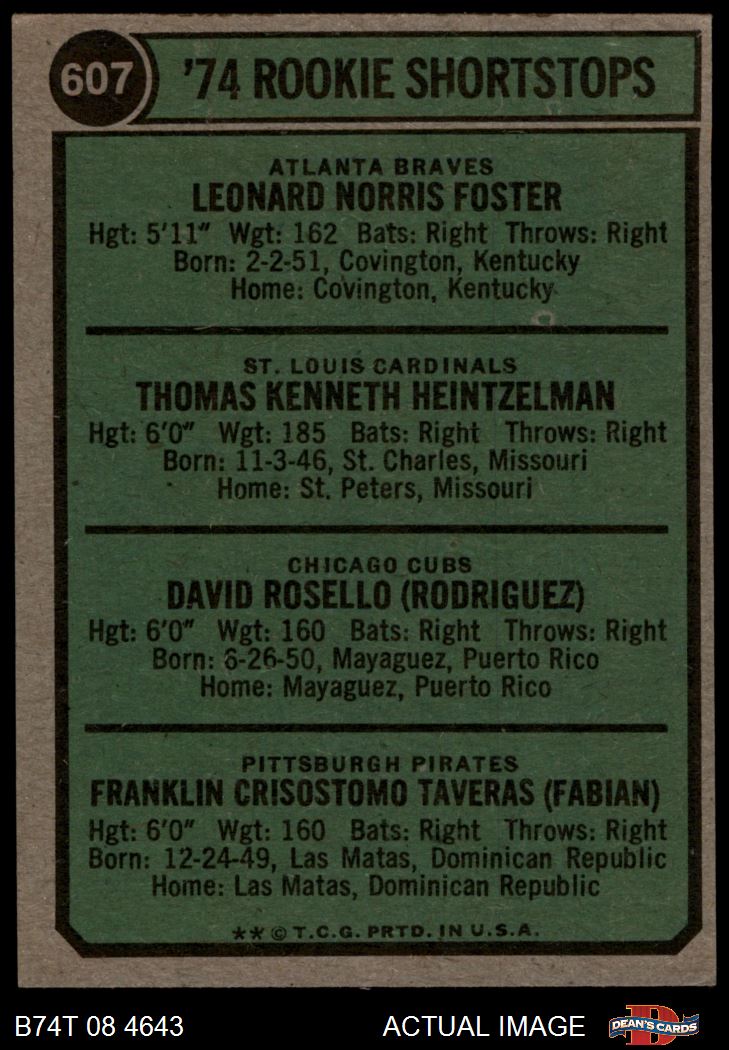 607
'74 ROOKIE SHORTSTOPS
ATLANTA BRAVES
LEONARD NORRIS FOSTER
Hgt: 5'11" Wgt: 162 Bats: Right Throws: Right
Born: 2-2-51, Covington, Kentucky
Home: Covington, Kentucky
ST. LOUIS CARDINALS
THOMAS KENNETH HEINTZELMAN
Hgt: 6'0" Wgt: 185 Bats: Right Throws: Right
Born: 11-3-46, St. Charles, Missouri
Home: St. Peters, Missouri
CHICAGO CUBS
DAVID ROSELLO (RODRIGUEZ)
Hgt: 6'0" Wgt: 160 Bats: Right Throws: Right
Born: 6-26-50, Mayaguez, Puerto Rico
Home: Mayaguez, Puerto Rico
PITTSBURGH PIRATES
FRANKLIN CRISOSTOMO TAVERAS (FABIAN)
Hgt: 6'0" Wgt: 160 Bats: Right Throws: Right
Born: 12-24-49, Las Matas, Dominican Republic
Home: Las Matas, Dominican Republic
** © T.C.G. PRTD. IN U.S.A.
B74T 08 4643 ACTUAL IMAGE
D
DEAN'S CARDS